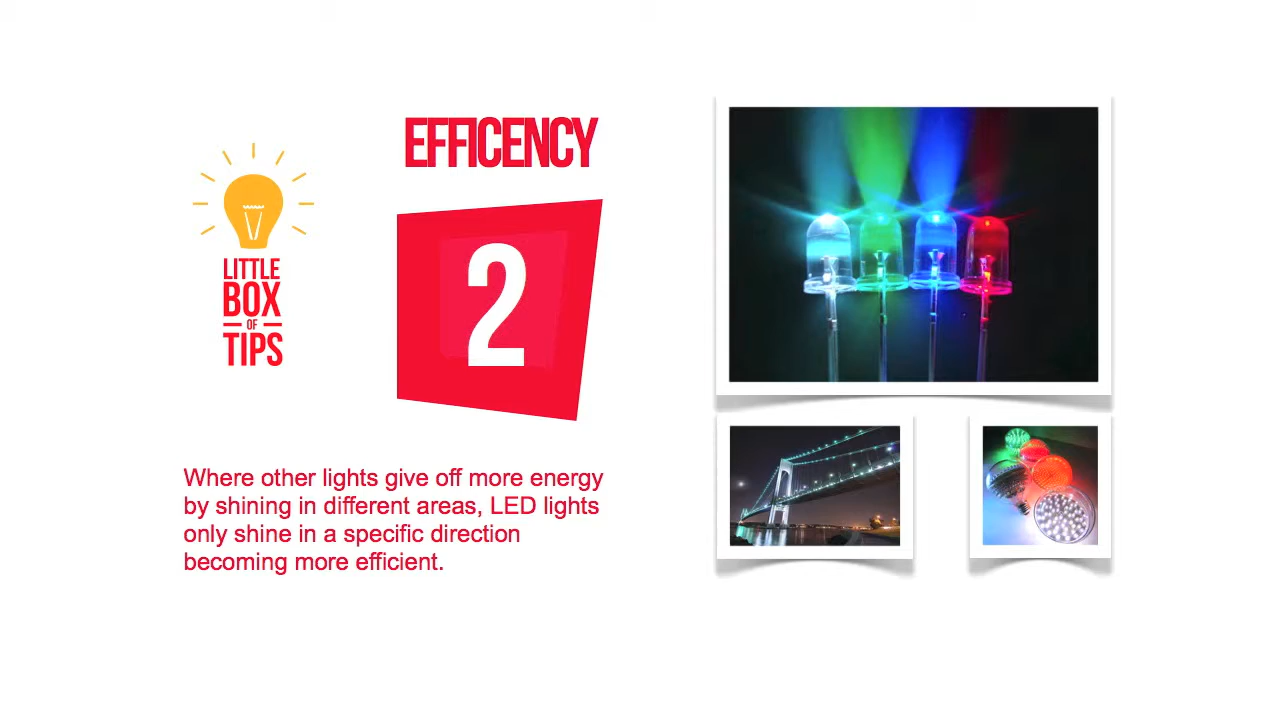 EFFICENCY
LITTLE
BOX
OF
TIPS
2
Where other lights give off more energy
by shining in different areas, LED lights
only shine in a specific direction
becoming more efficient.